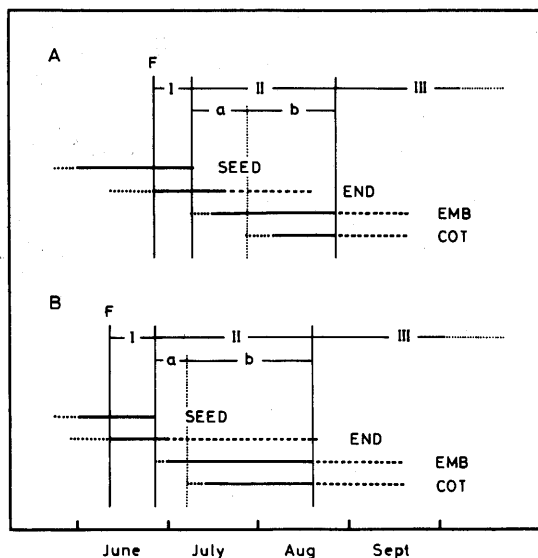 A
F
I II III
a b
SEED
END
EMB
COT
B
F
I II III
a b
SEED
END
EMB
COT
June July Aug Sept